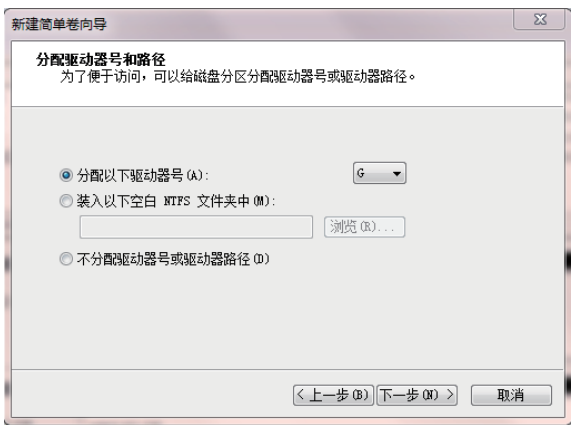 新建简单卷向导
分配驱动器号和路径
为了便于访问，可以给磁盘分区分配驱动器号或驱动器路径。
分配以下驱动器号(A): G
装入以下空白 NTFS 文件夹中(M):
浏览(R)...
不分配驱动器号或驱动器路径(D)
< 上一步(B) 下一步(N) > 取消